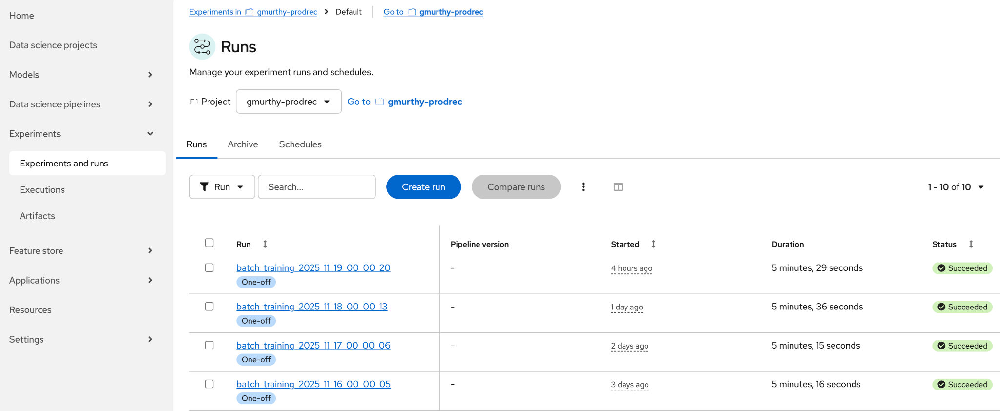 Home
Data science projects
Models
Data science pipelines
Experiments
Experiments and runs
Executions
Artifacts
Feature store
Applications
Resources
Settings
Experiments in gmurthy-prodrec Default Go to gmurthy-prodrec
Runs
Manage your experiment runs and schedules.
Project gmurthy-prodrec Go to gmurthy-prodrec
Runs Archive Schedules
Run Search... Create run Compare runs 1 - 10 of 10
Run Pipeline version Started Duration Status
batch_training_2025_11_19_00_00_20 - 4 hours ago 5 minutes, 29 seconds Succeeded
One-off
batch_training_2025_11_18_00_00_13 - 1 day ago 5 minutes, 36 seconds Succeeded
One-off
batch_training_2025_11_17_00_00_06 - 2 days ago 5 minutes, 15 seconds Succeeded
One-off
batch_training_2025_11_16_00_00_05 - 3 days ago 5 minutes, 16 seconds Succeeded
One-off